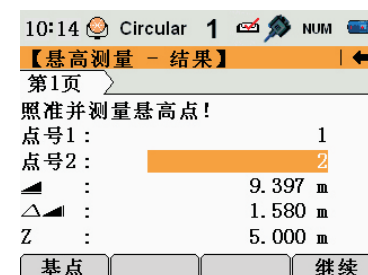 10:14 Circular 1 NUM
【悬高测量 - 结果】
第1页
照准并测量悬高点!
点号1: 1
点号2: 2
: 9.397 m
: 1.580 m
Z : 5.000 m
基点 继续